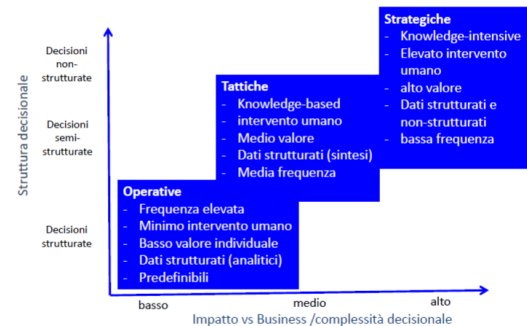 Strategiche
- Knowledge-intensive
- Elevato intervento
umano
- alto valore
- Dati strutturati e
non-strutturati
- bassa frequenza
Tattiche
- Knowledge-based
- intervento umano
- Medio valore
- Dati strutturati (sintesi)
- Media frequenza
Operative
- Frequenza elevata
- Minimo intervento umano
- Basso valore individuale
- Dati strutturati (analitici)
- Predefinibili
Struttura decisionale
Decisioni
non-
strutturate
Decisioni
semi-
strutturate
Decisioni
strutturate
basso
medio
alto
Impatto vs Business /complessità decisionale